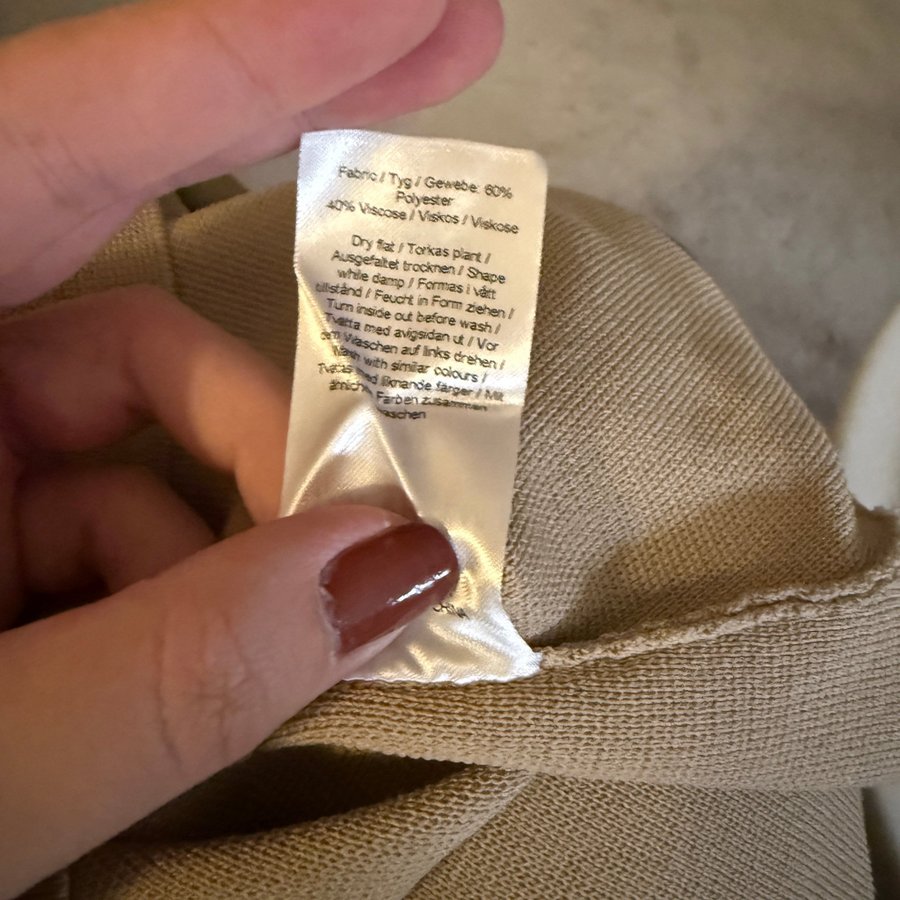 Fabric / Tyg / Gewebe: 60%
Polyester
40% Viscose / Viskos / Viskose
Dry flat / Torkas plant /
Ausgefaltet trocknen / Shape
while damp / Formas i vått
tillstånd / Feucht in Form ziehen /
Turn inside out before wash /
Tvätta med avigsidan ut / Vor
dem Waschen auf links drehen /
Wash with similar colours /
Tvättas med liknande färger / Mit
ähnlichen Farben zusammen
waschen
CHINA